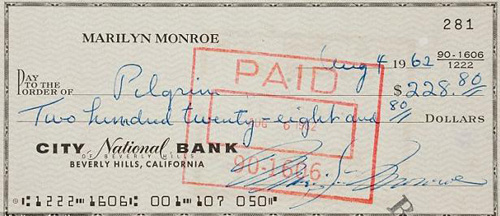 281
MARILYN MONROE
Aug 4 1962 90-1606
1222
PAY TO THE ORDER OF Pilgrim $228.80
Two hundred twenty-eight and 80 DOLLARS
PAID
90-1606
CITY National BANK
OF BEVERLY HILLS
BEVERLY HILLS, CALIFORNIA
Marilyn Monroe
1222 1606 001 107 050